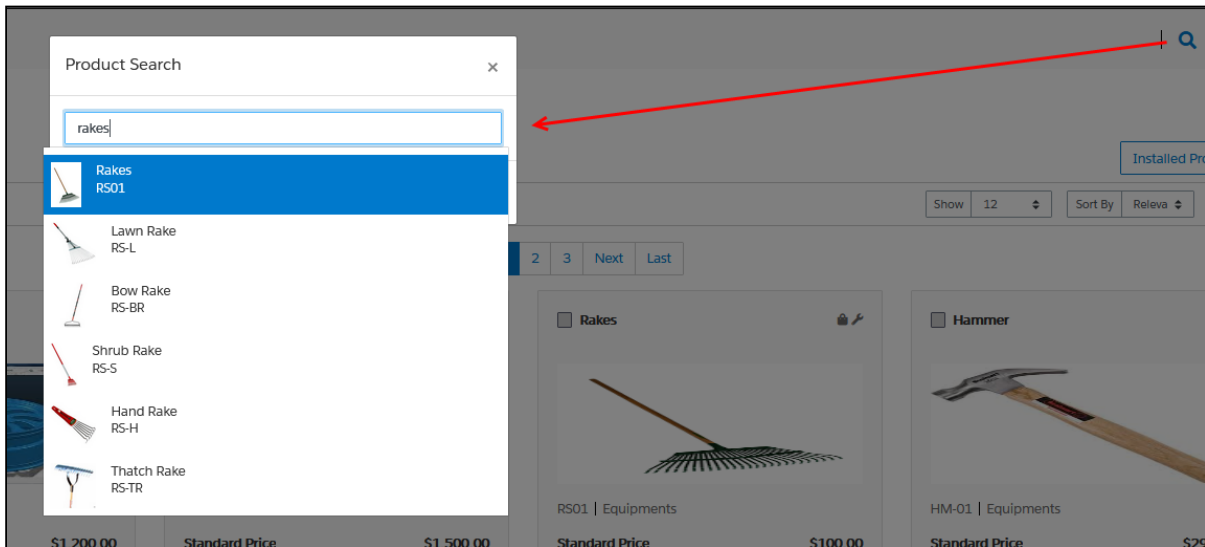 Product Search
×
rakes
Rakes
RS01
Lawn Rake
RS-L
Bow Rake
RS-BR
Shrub Rake
RS-S
Hand Rake
RS-H
Thatch Rake
RS-TR
Installed Pro
Show 12 Sort By Releva
2 3 Next Last
Rakes
Hammer
RS01 | Equipments
HM-01 | Equipments
$1,200.00 Standard Price $1,500.00 Standard Price $100.00 Standard Price $29